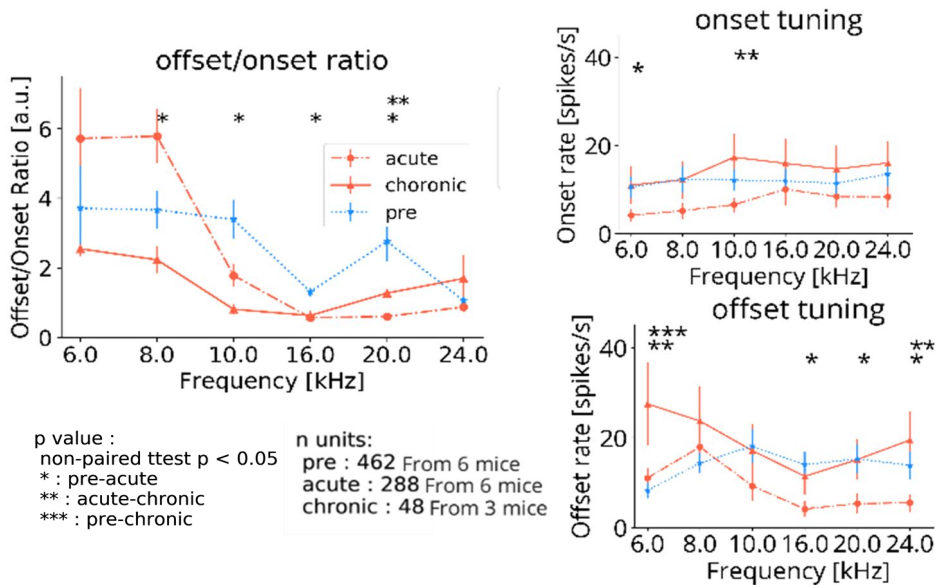 offset/onset ratio
Offset/Onset Ratio [a.u.]
6
4
2
0
* * * **
*
acute
choronic
pre
6.0 8.0 10.0 16.0 20.0 24.0
Frequency [kHz]
onset tuning
Onset rate [spikes/s]
40
20
0
* **
6.0 8.0 10.0 16.0 20.0 24.0
Frequency [kHz]
offset tuning
Offset rate [spikes/s]
40
20
0
*** **
** * * *
6.0 8.0 10.0 16.0 20.0 24.0
Frequency [kHz]
p value :
non-paired ttest p < 0.05
* : pre-acute
** : acute-chronic
*** : pre-chronic
n units:
pre : 462 From 6 mice
acute : 288 From 6 mice
chronic : 48 From 3 mice